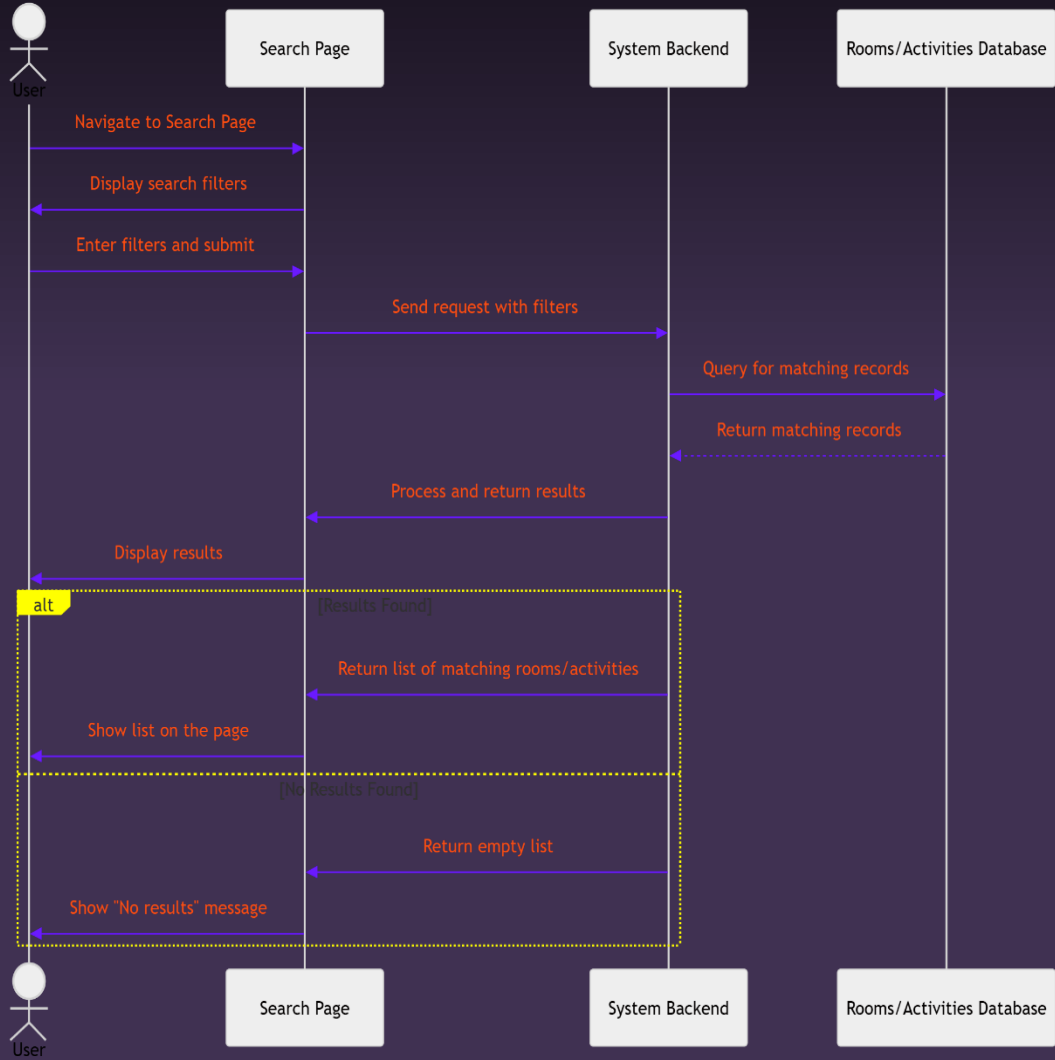 Search Page
System Backend
Rooms/Activities Database
User
Navigate to Search Page
Display search filters
Enter filters and submit
Send request with filters
Query for matching records
Return matching records
Process and return results
Display results
alt
[Results Found]
Return list of matching rooms/activities
Show list on the page
[No Results Found]
Return empty list
Show "No results" message
Search Page
System Backend
Rooms/Activities Database
User